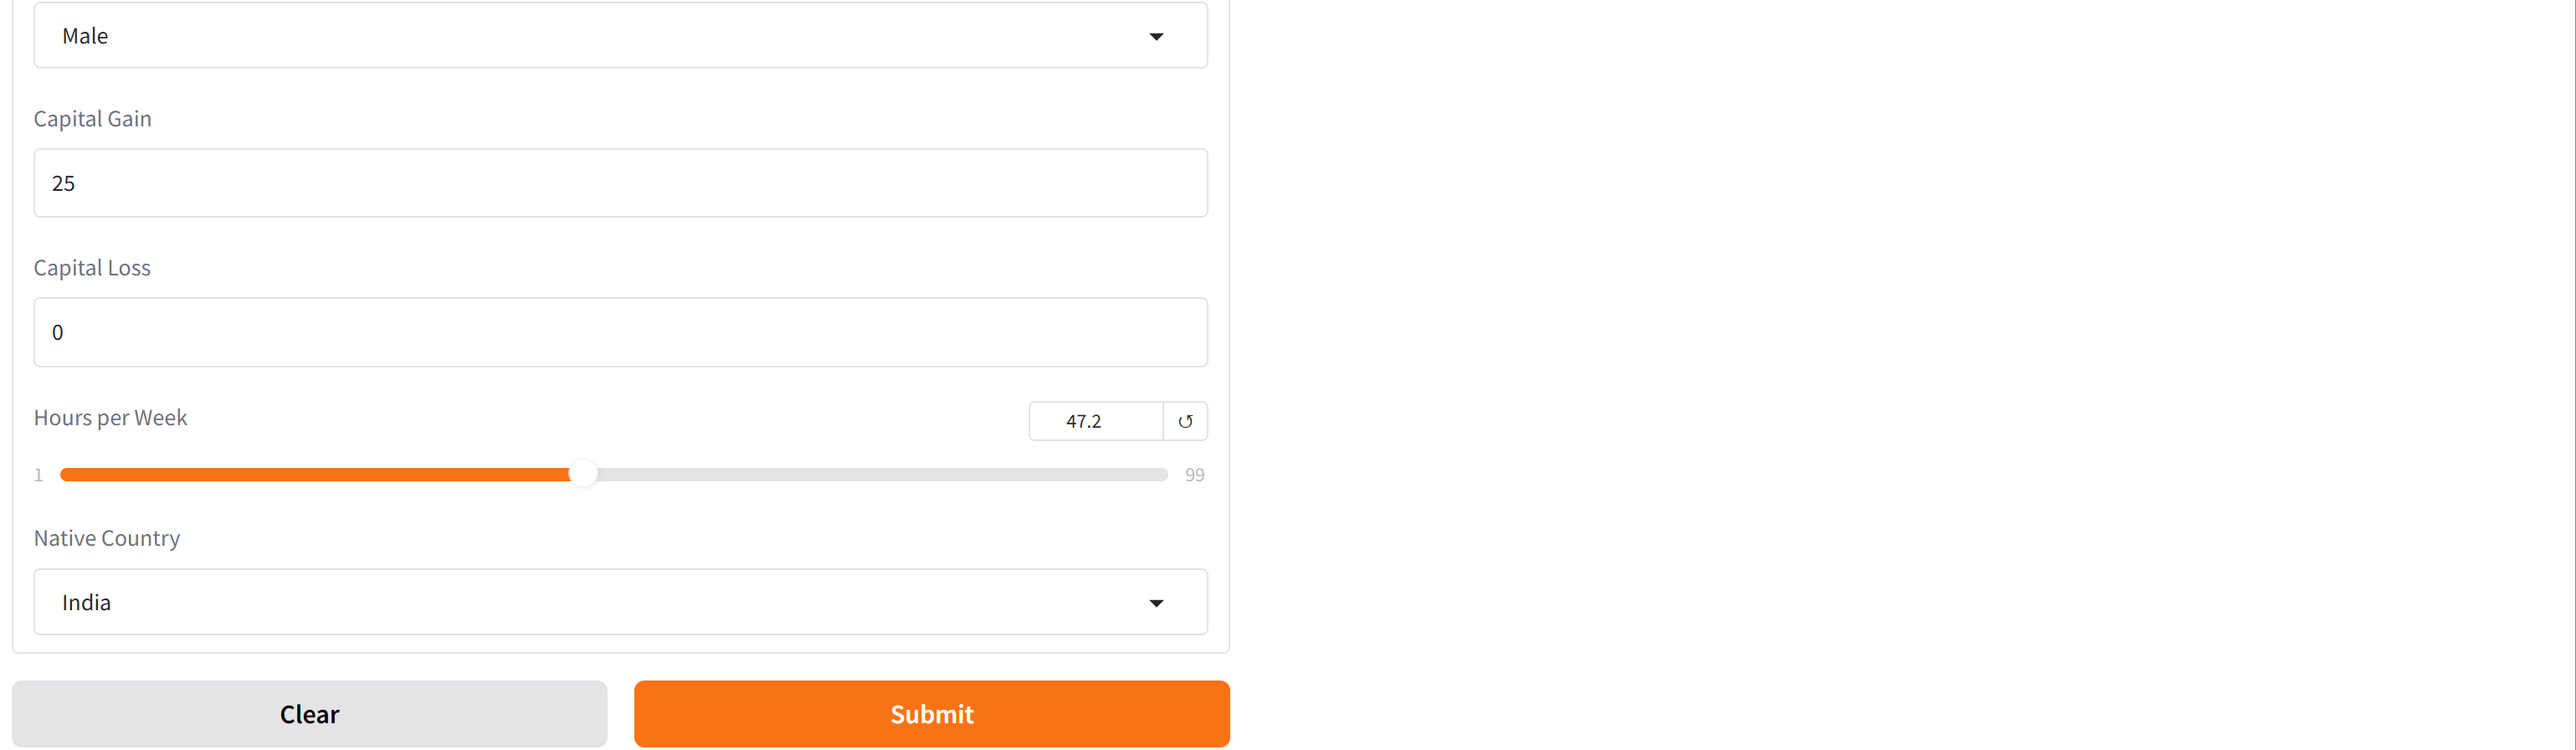 Male
Capital Gain
25
Capital Loss
0
Hours per Week
47.2
1
99
Native Country
India
Clear
Submit